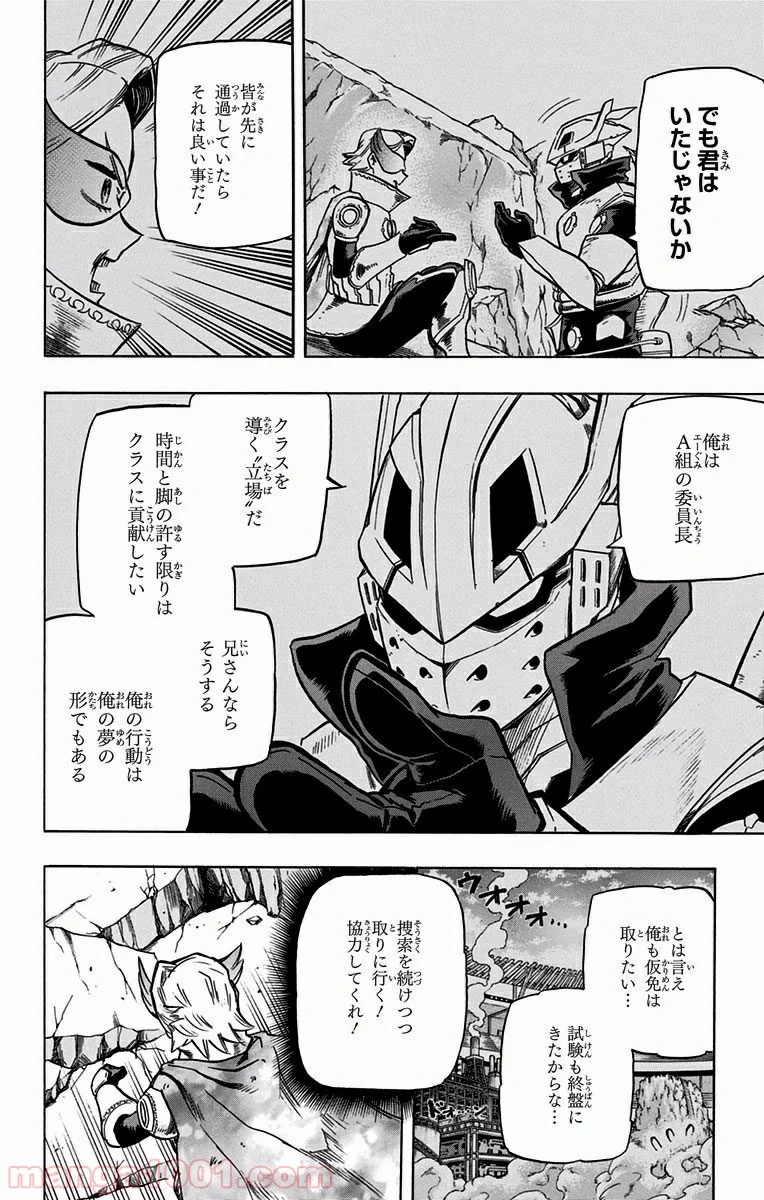 でも君は
いたじゃないか
皆が先に
通過していたら
それは良い事だ！
俺は
A組の委員長
クラスを
導く〝立場〟だ
時間と脚の許す限りは
クラスに貢献したい
兄さんなら
そうする
俺の行動は
俺の夢の
形でもある
とは言え
俺も仮免は
取りたい…
試験も終盤に
きたからな…
ウオオォ…
捜索を続けつつ
取りに行く！
協力してくれ！